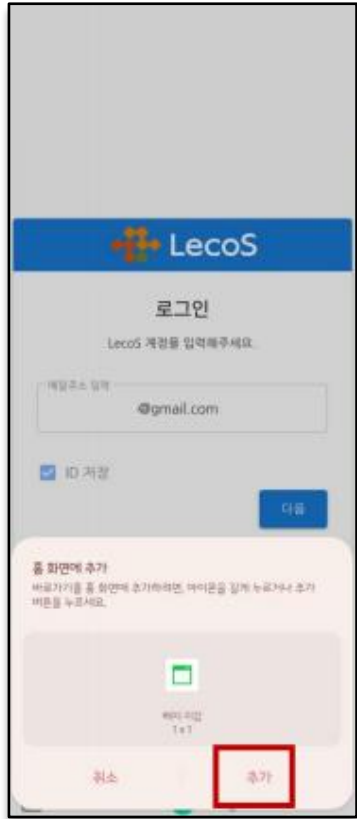 LecoS
로그인
LecoS 계정을 입력해주세요.
메일주소 입력
@gmail.com
ID 저장
다음
홈 화면에 추가
바로가기를 홈 화면에 추가하려면, 아이콘을 길게 누르거나 추가
버튼을 누르세요.
1x1
취소
추가